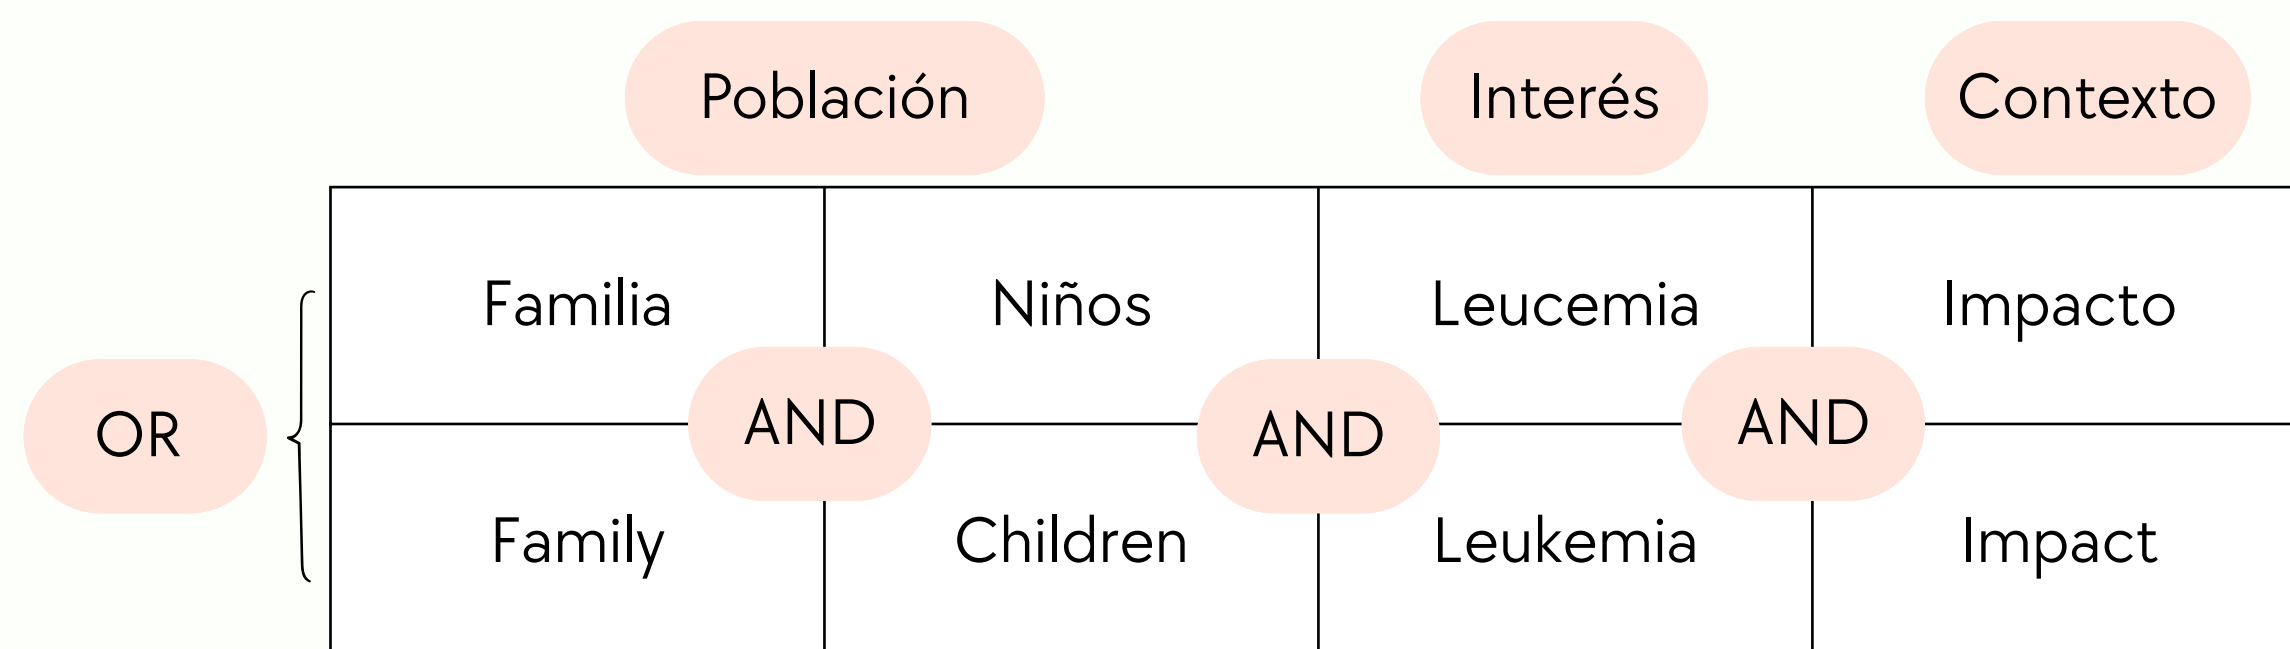 Población Interés Contexto
Familia Niños Leucemia Impacto
OR AND AND AND
Family Children Leukemia Impact